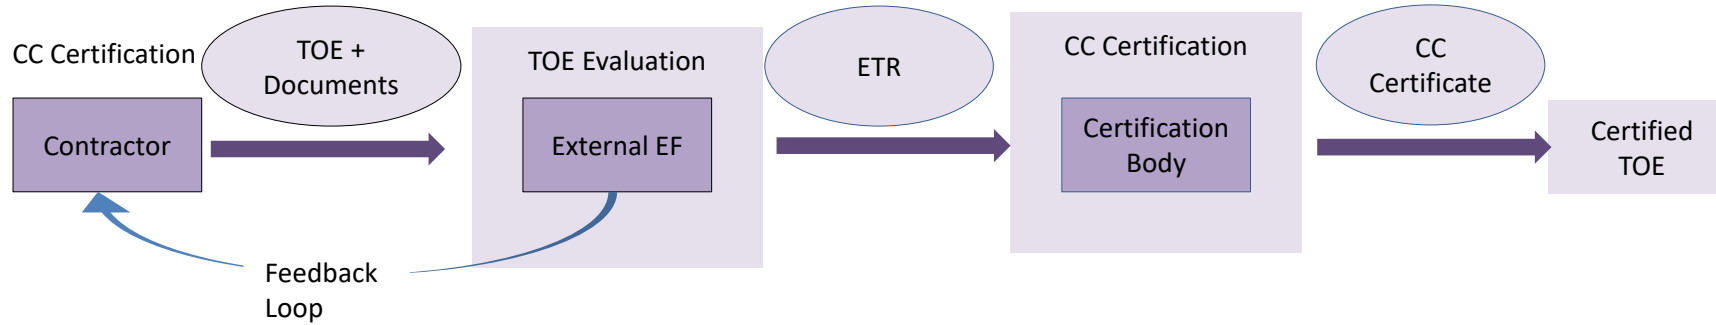 CC Certification
TOE +
Documents
Contractor
TOE Evaluation
External EF
Feedback
Loop
ETR
CC Certification
Certification
Body
CC
Certificate
Certified
TOE